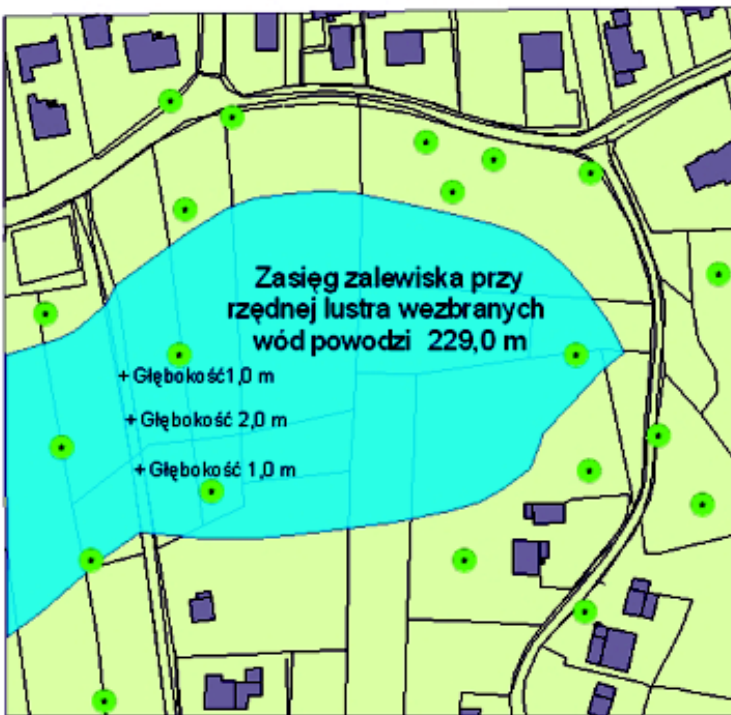 Zasięg zalewiska przy
rzędnej lustra wezbranych
wód powodzi 229,0 m
+ Głębokość1,0 m
+ Głębokość 2,0 m
+ Głębokość 1,0 m